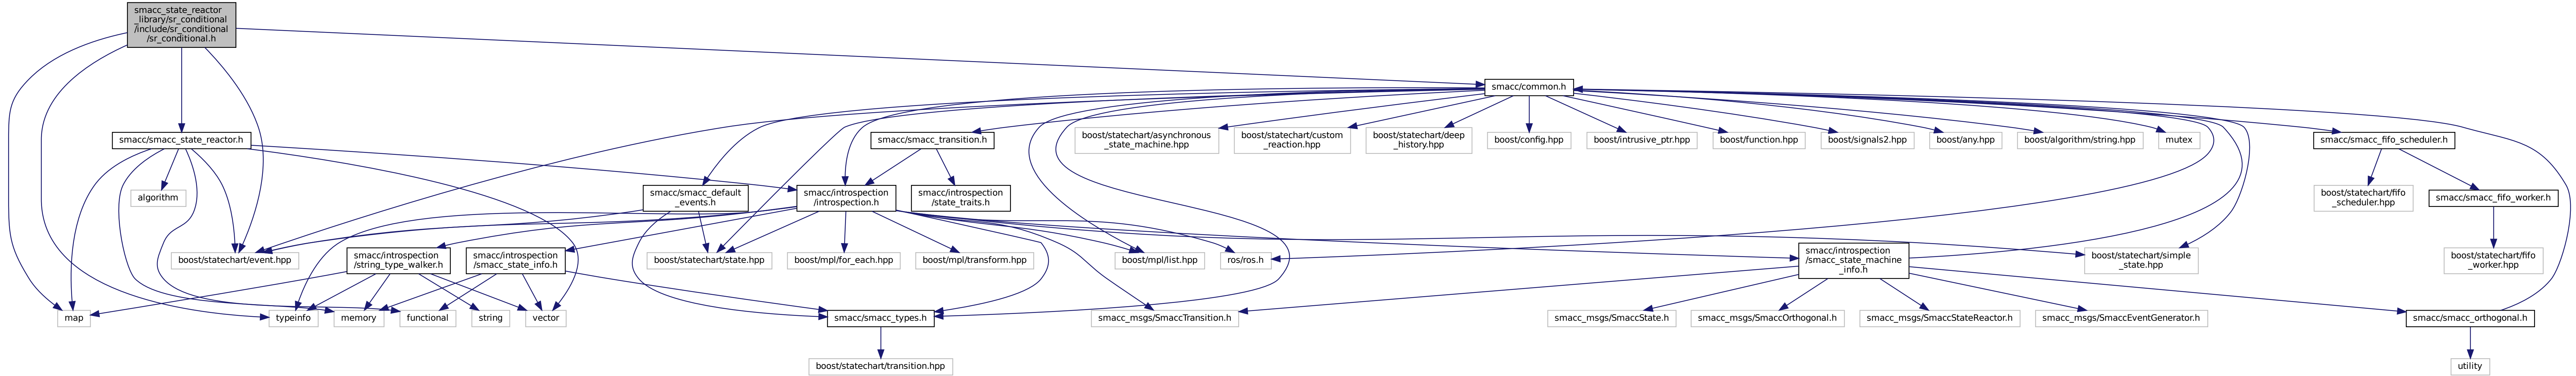 smacc_state_reactor
_library/sr_conditional
/include/sr_conditional
/sr_conditional.h
smacc/common.h
smacc/smacc_state_reactor.h
smacc/smacc_transition.h
boost/statechart/asynchronous
_state_machine.hpp
boost/statechart/custom
_reaction.hpp
boost/statechart/deep
_history.hpp
boost/config.hpp
boost/intrusive_ptr.hpp
boost/function.hpp
boost/signals2.hpp
boost/any.hpp
boost/algorithm/string.hpp
mutex
smacc/smacc_fifo_scheduler.h
algorithm
smacc/smacc_default
_events.h
smacc/introspection
/introspection.h
smacc/introspection
/state_traits.h
boost/statechart/fifo
_scheduler.hpp
smacc/smacc_fifo_worker.h
boost/statechart/event.hpp
smacc/introspection
/string_type_walker.h
smacc/introspection
/smacc_state_info.h
boost/statechart/state.hpp
boost/mpl/for_each.hpp
boost/mpl/transform.hpp
boost/mpl/list.hpp
ros/ros.h
smacc/introspection
/smacc_state_machine
_info.h
boost/statechart/simple
_state.hpp
boost/statechart/fifo
_worker.hpp
map
typeinfo
memory
functional
string
vector
smacc/smacc_types.h
smacc_msgs/SmaccTransition.h
smacc_msgs/SmaccState.h
smacc_msgs/SmaccOrthogonal.h
smacc_msgs/SmaccStateReactor.h
smacc_msgs/SmaccEventGenerator.h
smacc/smacc_orthogonal.h
boost/statechart/transition.hpp
utility